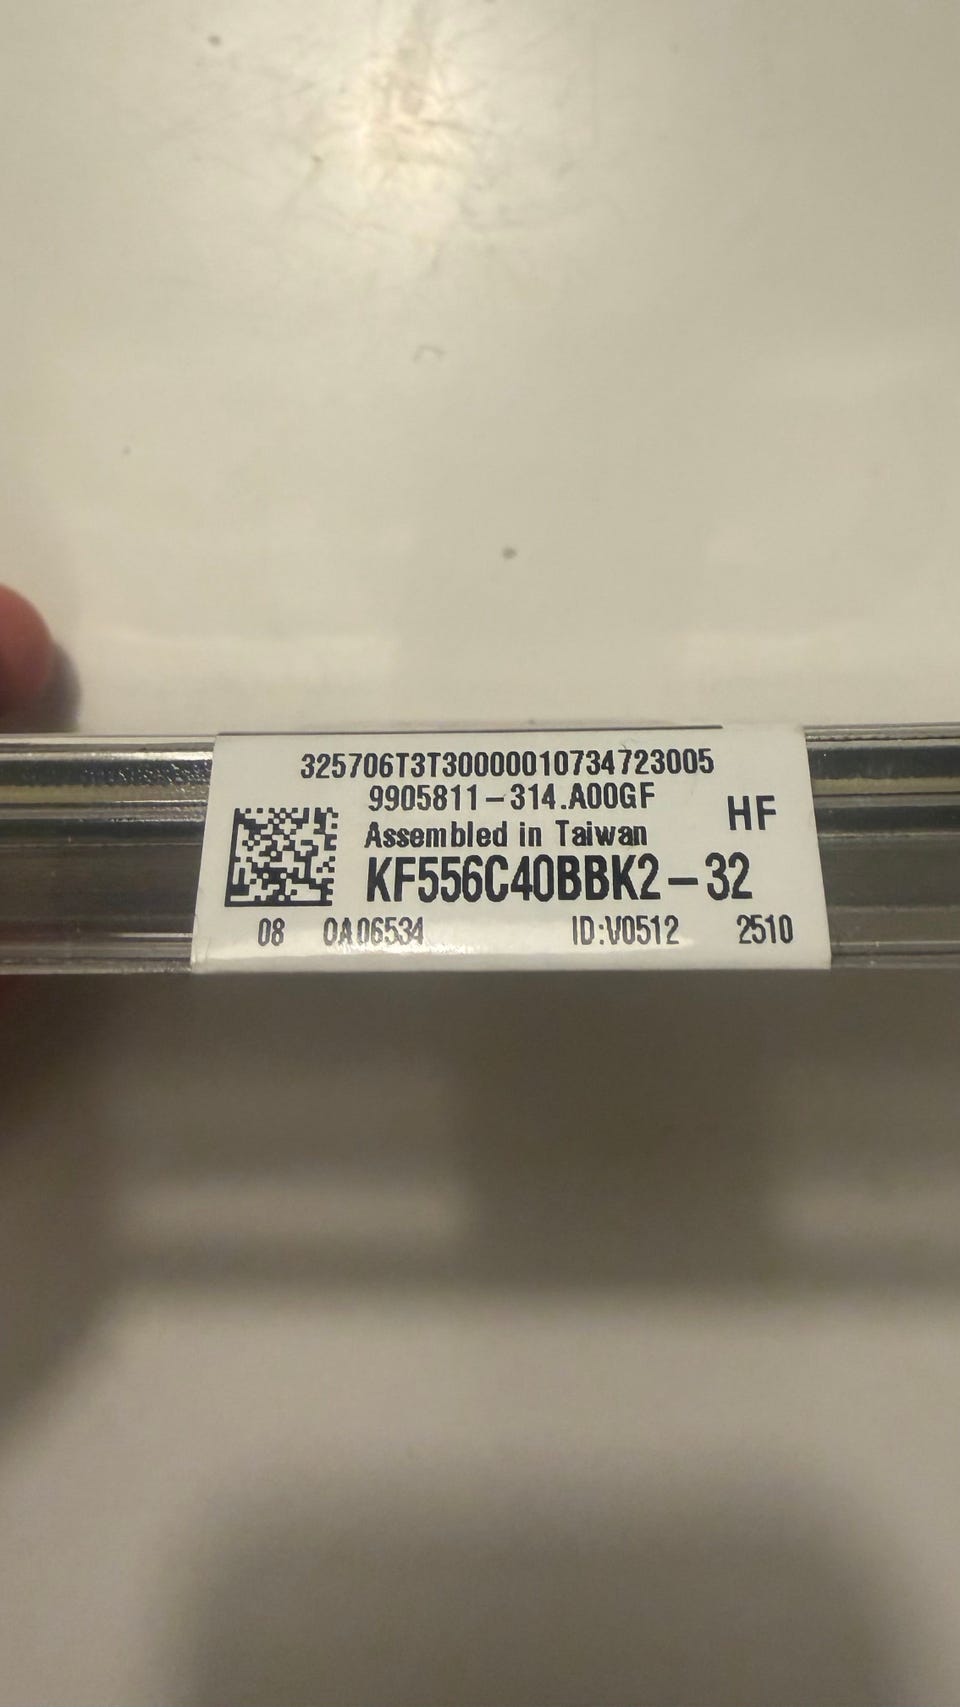 325706T3T30000010734723005
9905811-314.A00GF
HF
Assembled in Taiwan
KF556C40BBK2-32
08 0A06534 ID:V0512 2510